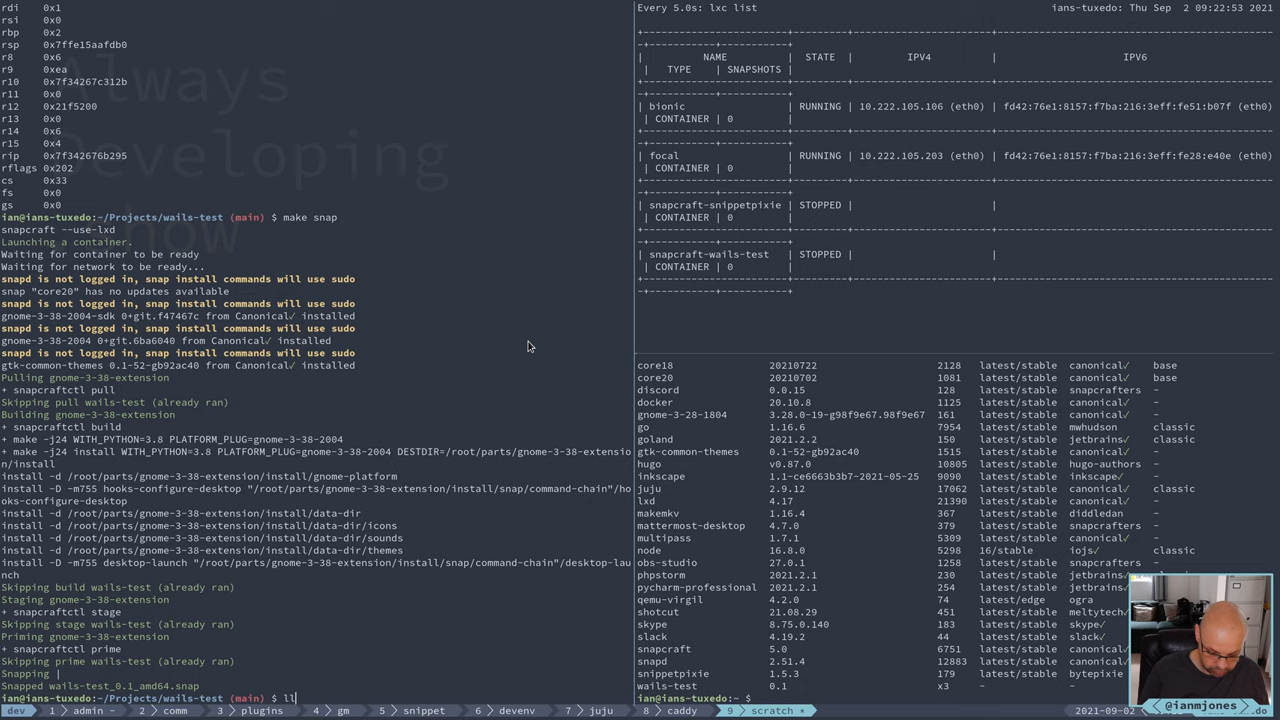 rdi    0x1
rsi    0x0
rbp    0x2
rsp    0x7ffe15aafdb0
r8     0x6
r9     0xea
r10    0x7f34267c312b
r11    0x0
r12    0x21f5200
r13    0x0
r14    0x6
r15    0x4
rip    0x7f342676b295
rflags 0x202
cs     0x33
fs     0x0
gs     0x0
Always
Developing
how
ian@ians-tuxedo:~/Projects/wails-test (main) $ make snap
snapcraft --use-lxd
Launching a container.
Waiting for container to be ready
Waiting for network to be ready...
snapd is not logged in, snap install commands will use sudo
snap "core20" has no updates available
snapd is not logged in, snap install commands will use sudo
gnome-3-38-2004-sdk 0+git.f47467c from Canonical✓ installed
snapd is not logged in, snap install commands will use sudo
gnome-3-38-2004 0+git.6ba6040 from Canonical✓ installed
snapd is not logged in, snap install commands will use sudo
gtk-common-themes 0.1-52-gb92ac40 from Canonical✓ installed
Pulling gnome-3-38-extension
+ snapcraftctl pull
Skipping pull wails-test (already ran)
Building gnome-3-38-extension
+ snapcraftctl build
+ make -j24 WITH_PYTHON=3.8 PLATFORM_PLUG=gnome-3-38-2004
+ make -j24 install WITH_PYTHON=3.8 PLATFORM_PLUG=gnome-3-38-2004 DESTDIR=/root/parts/gnome-3-38-extensio
n/install
install -d /root/parts/gnome-3-38-extension/install/gnome-platform
install -D -m755 hooks-configure-desktop "/root/parts/gnome-3-38-extension/install/snap/command-chain"/ho
oks-configure-desktop
install -d /root/parts/gnome-3-38-extension/install/data-dir
install -d /root/parts/gnome-3-38-extension/install/data-dir/icons
install -d /root/parts/gnome-3-38-extension/install/data-dir/sounds
install -d /root/parts/gnome-3-38-extension/install/data-dir/themes
install -D -m755 desktop-launch "/root/parts/gnome-3-38-extension/install/snap/command-chain"/desktop-lau
nch
Skipping build wails-test (already ran)
Staging gnome-3-38-extension
+ snapcraftctl stage
Skipping stage wails-test (already ran)
Priming gnome-3-38-extension
+ snapcraftctl prime
Skipping prime wails-test (already ran)
Snapping |
Snapped wails-test_0.1_amd64.snap
ian@ians-tuxedo:~/Projects/wails-test (main) $ ll
Every 5.0s: lxc list    ians-tuxedo: Thu Sep  2 09:22:53 2021
|         NAME          |  STATE  |         IPV4          |                     IPV6
|   TYPE    | SNAPSHOTS |
| bionic                | RUNNING | 10.222.105.106 (eth0) | fd42:76e1:8157:f7ba:216:3eff:fe51:b07f (eth0)
| CONTAINER | 0         |
| focal                 | RUNNING | 10.222.105.203 (eth0) | fd42:76e1:8157:f7ba:216:3eff:fe28:e40e (eth0)
| CONTAINER | 0         |
| snapcraft-snippetpixie | STOPPED |                       |
| CONTAINER | 0         |
| snapcraft-wails-test  | STOPPED |                       |
| CONTAINER | 0         |
core18 20210722 2128 latest/stable canonical✓ base
core20 20210702 1081 latest/stable canonical✓ base
discord 0.0.15 128 latest/stable snapcrafters -
docker 20.10.8 1125 latest/stable canonical✓ -
gnome-3-28-1804 3.28.0-19-g98f9e67.98f9e67 161 latest/stable canonical✓ -
go 1.16.6 7954 latest/stable mwhudson classic
goland 2021.2.2 150 latest/stable jetbrains✓ classic
gtk-common-themes 0.1-52-gb92ac40 1515 latest/stable canonical✓ -
hugo v0.87.0 10805 latest/stable hugo-authors -
inkscape 1.1-ce6663b3b7-2021-05-25 9090 latest/stable inkscape✓ -
juju 2.9.12 17062 latest/stable canonical✓ classic
lxd 4.17 21390 latest/stable canonical✓ -
makemkv 1.16.4 367 latest/stable diddledan -
mattermost-desktop 4.7.0 379 latest/stable snapcrafters -
multipass 1.7.1 5309 latest/stable canonical✓ -
node 16.8.0 5298 16/stable iojs✓ classic
obs-studio 27.0.1 1258 latest/stable snapcrafters -
phpstorm 2021.2.1 230 latest/stable jetbrains✓
pycharm-professional 2021.2.1 254 latest/stable jetbrains✓
qemu-virgil 4.2.0 74 latest/edge ogra
shotcut 21.08.29 451 latest/stable meltytech✓
skype 8.75.0.140 183 latest/stable skype✓
slack 4.19.2 44 latest/stable slack✓
snapcraft 5.0 6751 latest/stable canonical✓
snapd 2.51.4 12883 latest/stable canonical✓
snippetpixie 1.5.3 179 latest/stable bytepixie
wails-test 0.1 x3 - -
ian@ians-tuxedo:~ $
dev 1 admin - 2 comm 3 plugins 4 gm 5 snippet 6 devenv 7 juju 8 caddy 9 scratch * 2021-09-02
@ianmjones